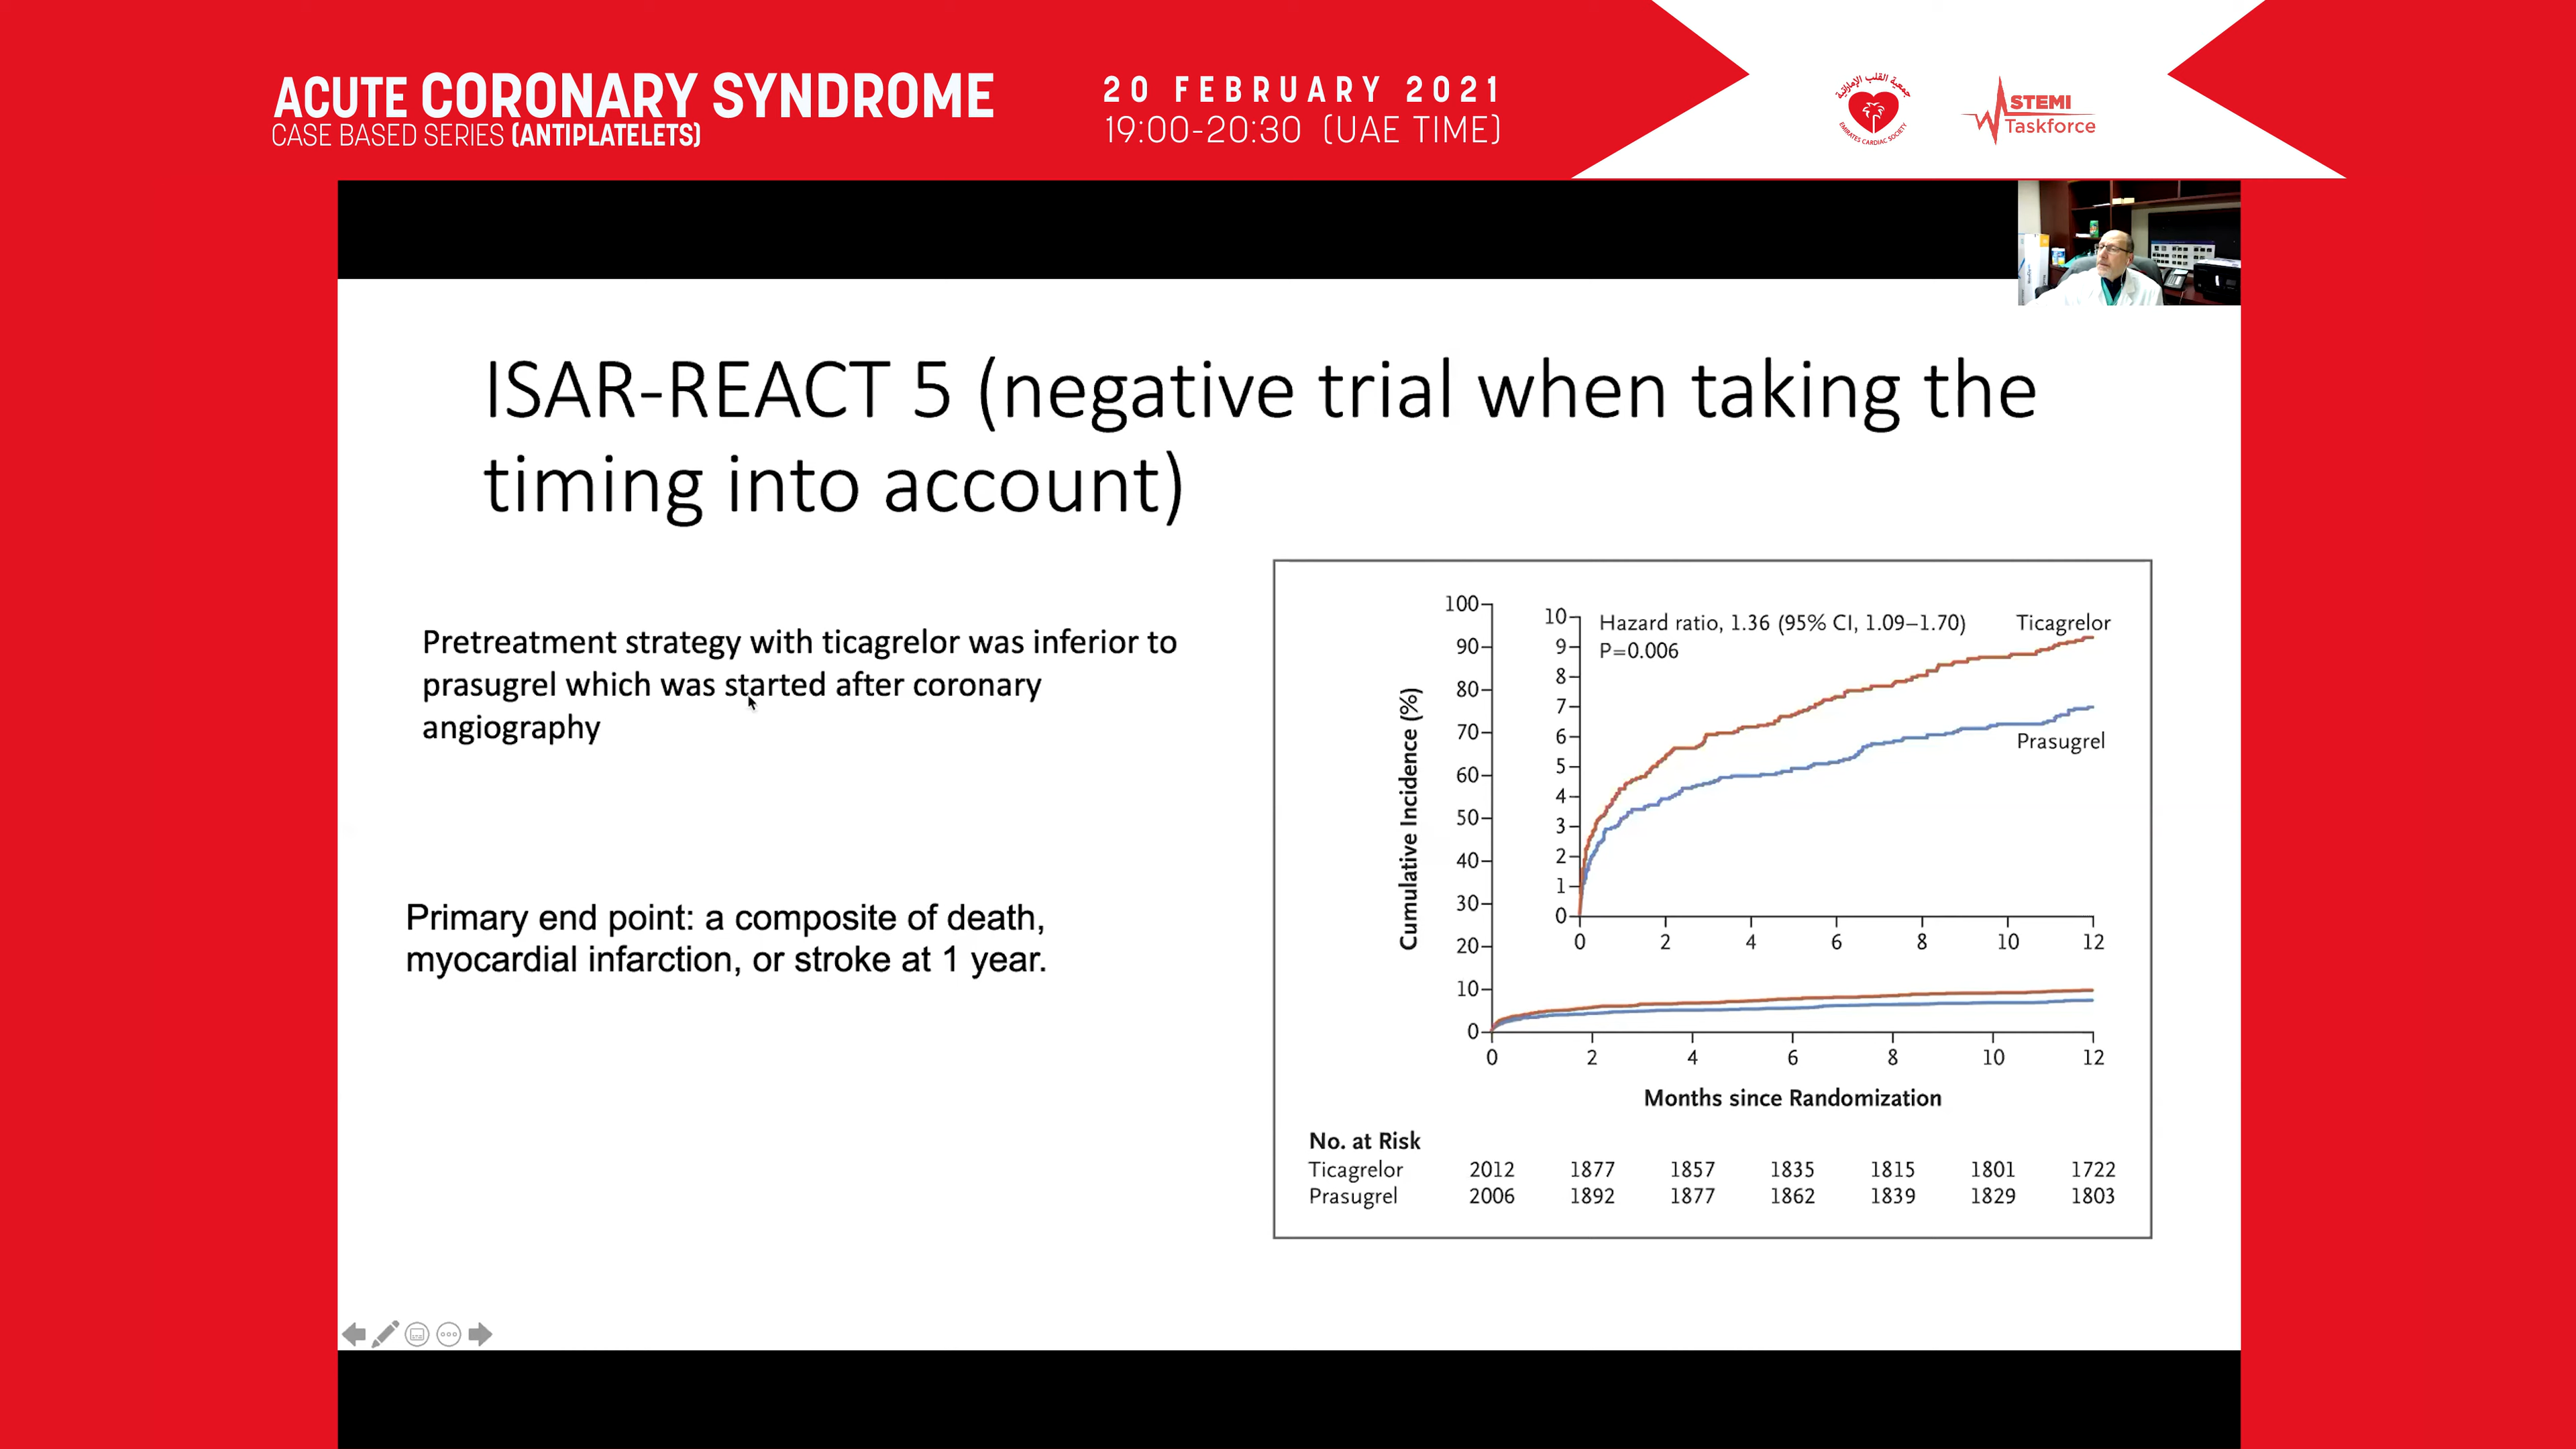 ACUTE CORONARY SYNDROME
CASE BASED SERIES (ANTIPLATELETS)
20 FEBRUARY 2021
19:00-20:30 (UAE TIME)
جمعية القلب الإماراتية
EMIRATES CARDIAC SOCIETY
STEMI
Taskforce
ISAR-REACT 5 (negative trial when taking the
timing into account)
Pretreatment strategy with ticagrelor was inferior to
prasugrel which was started after coronary
angiography
Primary end point: a composite of death,
myocardial infarction, or stroke at 1 year.
Cumulative Incidence (%)
100
90
80
70
60
50
40
30
20
10
0
10
9
8
7
6
5
4
3
2
1
0
Hazard ratio, 1.36 (95% CI, 1.09–1.70)
P=0.006
Ticagrelor
Prasugrel
0 2 4 6 8 10 12
0 2 4 6 8 10 12
Months since Randomization
No. at Risk
Ticagrelor 2012 1877 1857 1835 1815 1801 1722
Prasugrel 2006 1892 1877 1862 1839 1829 1803